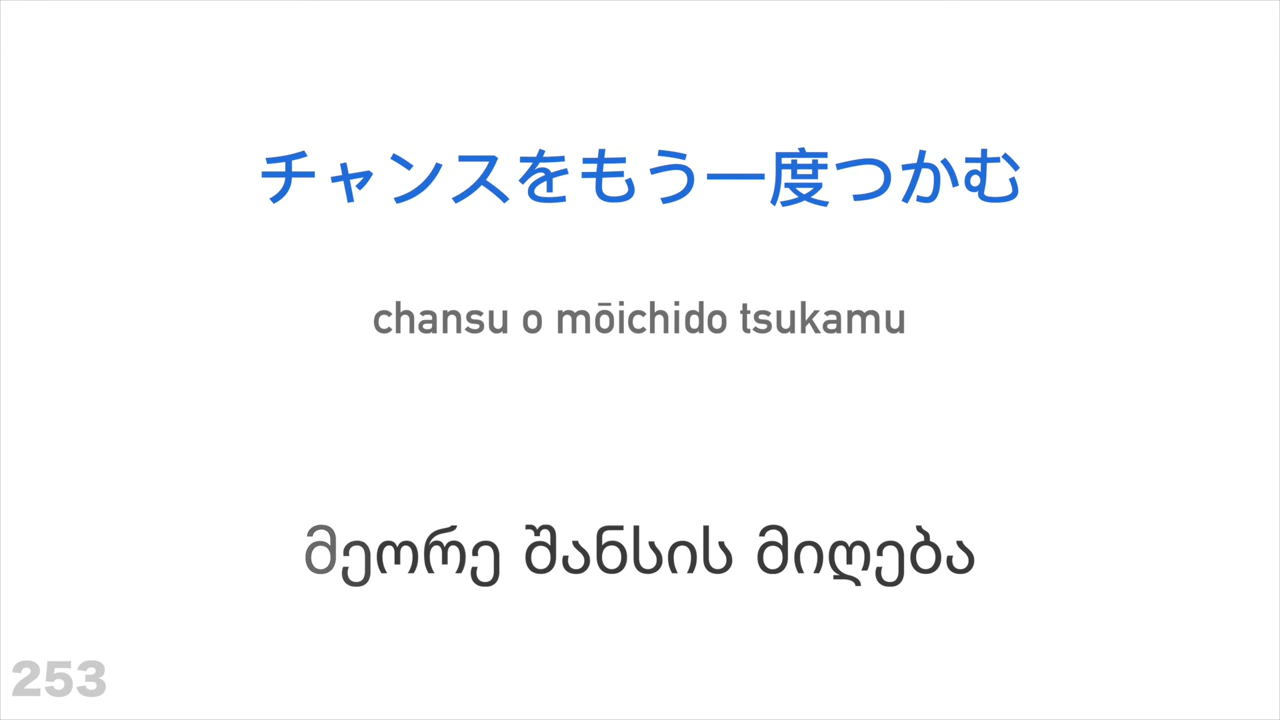 チャンスをもう一度つかむ
chansu o mōichido tsukamu
მეორე შანსის მიღება
253